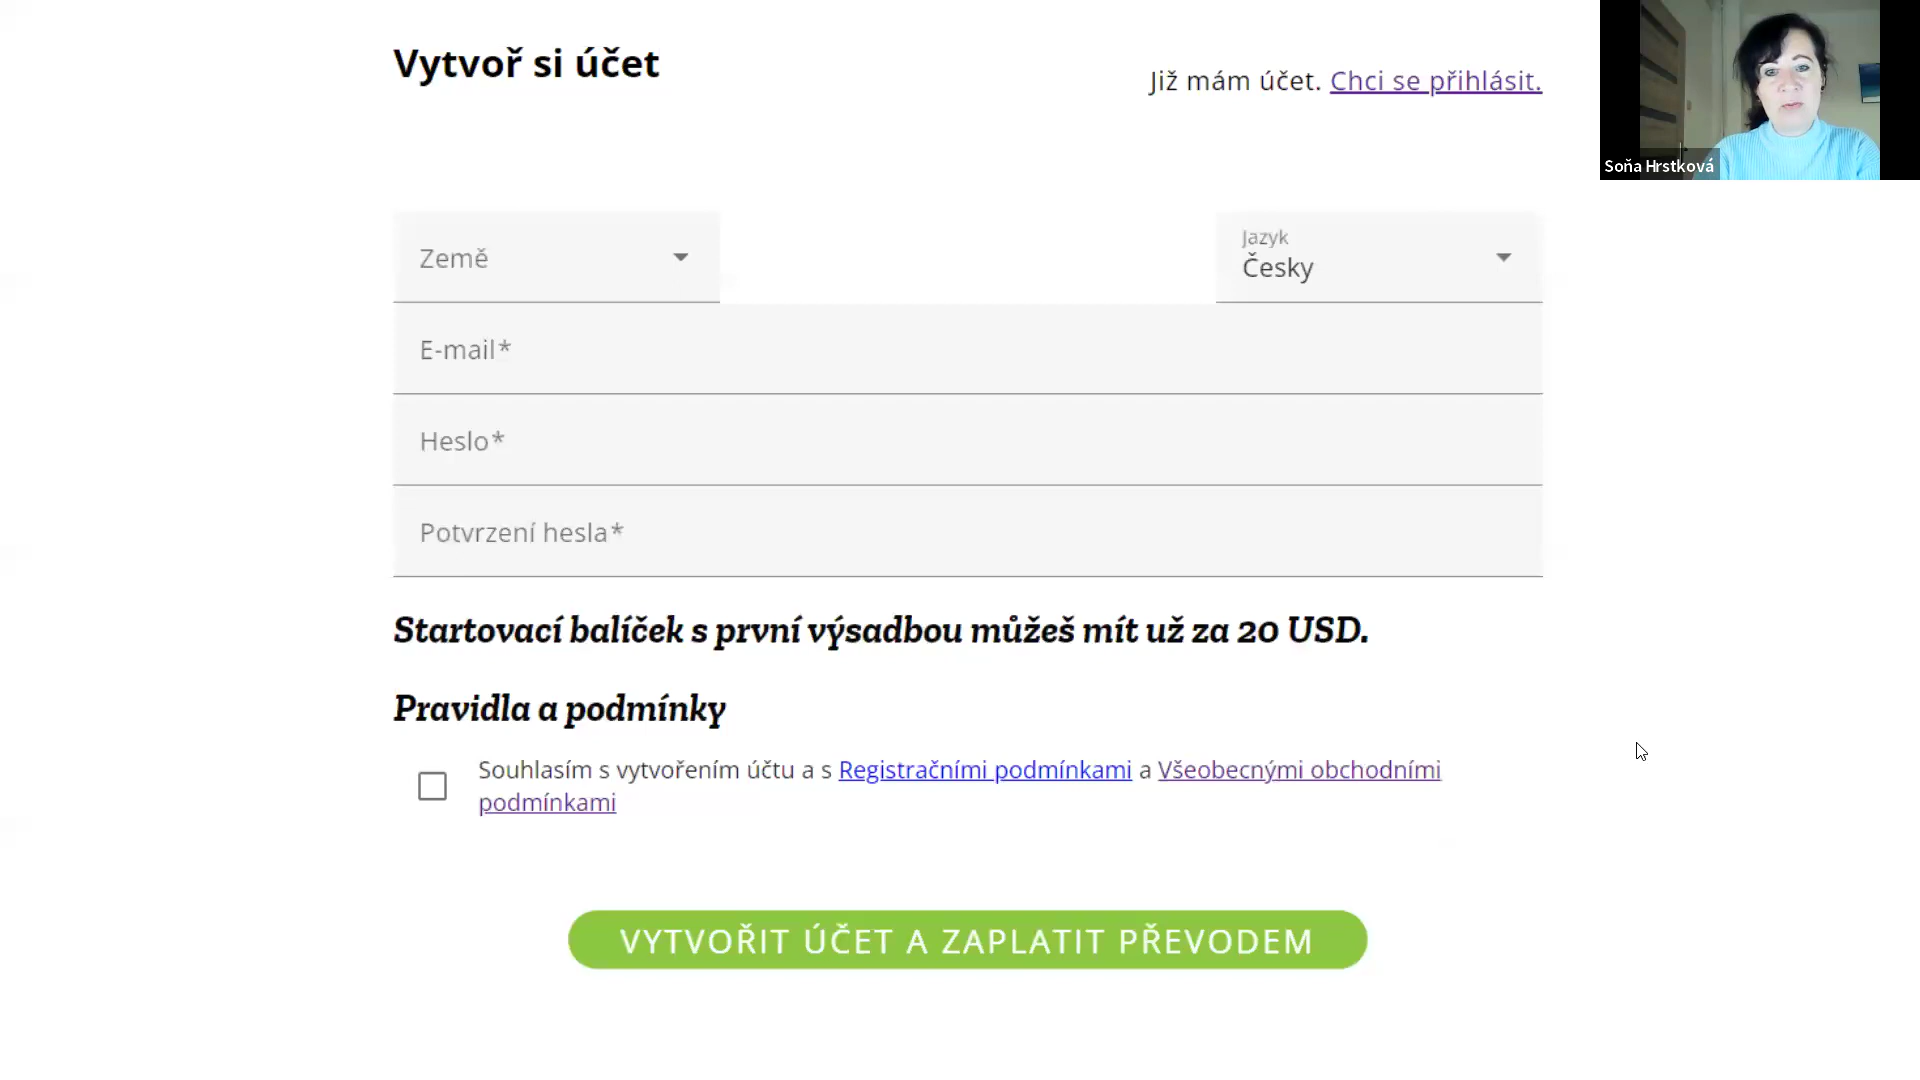 Vytvoř si účet
Již mám účet. Chci se přihlásit.
Soňa Hrstková
Země
Jazyk
Česky
E-mail*
Heslo*
Potvrzení hesla*
Startovací balíček s první výsadbou můžeš mít už za 20 USD.
Pravidla a podmínky
Souhlasím s vytvořením účtu a s Registračními podmínkami a Všeobecnými obchodními
podmínkami
VYTVOŘIT ÚČET A ZAPLATIT PŘEVODEM